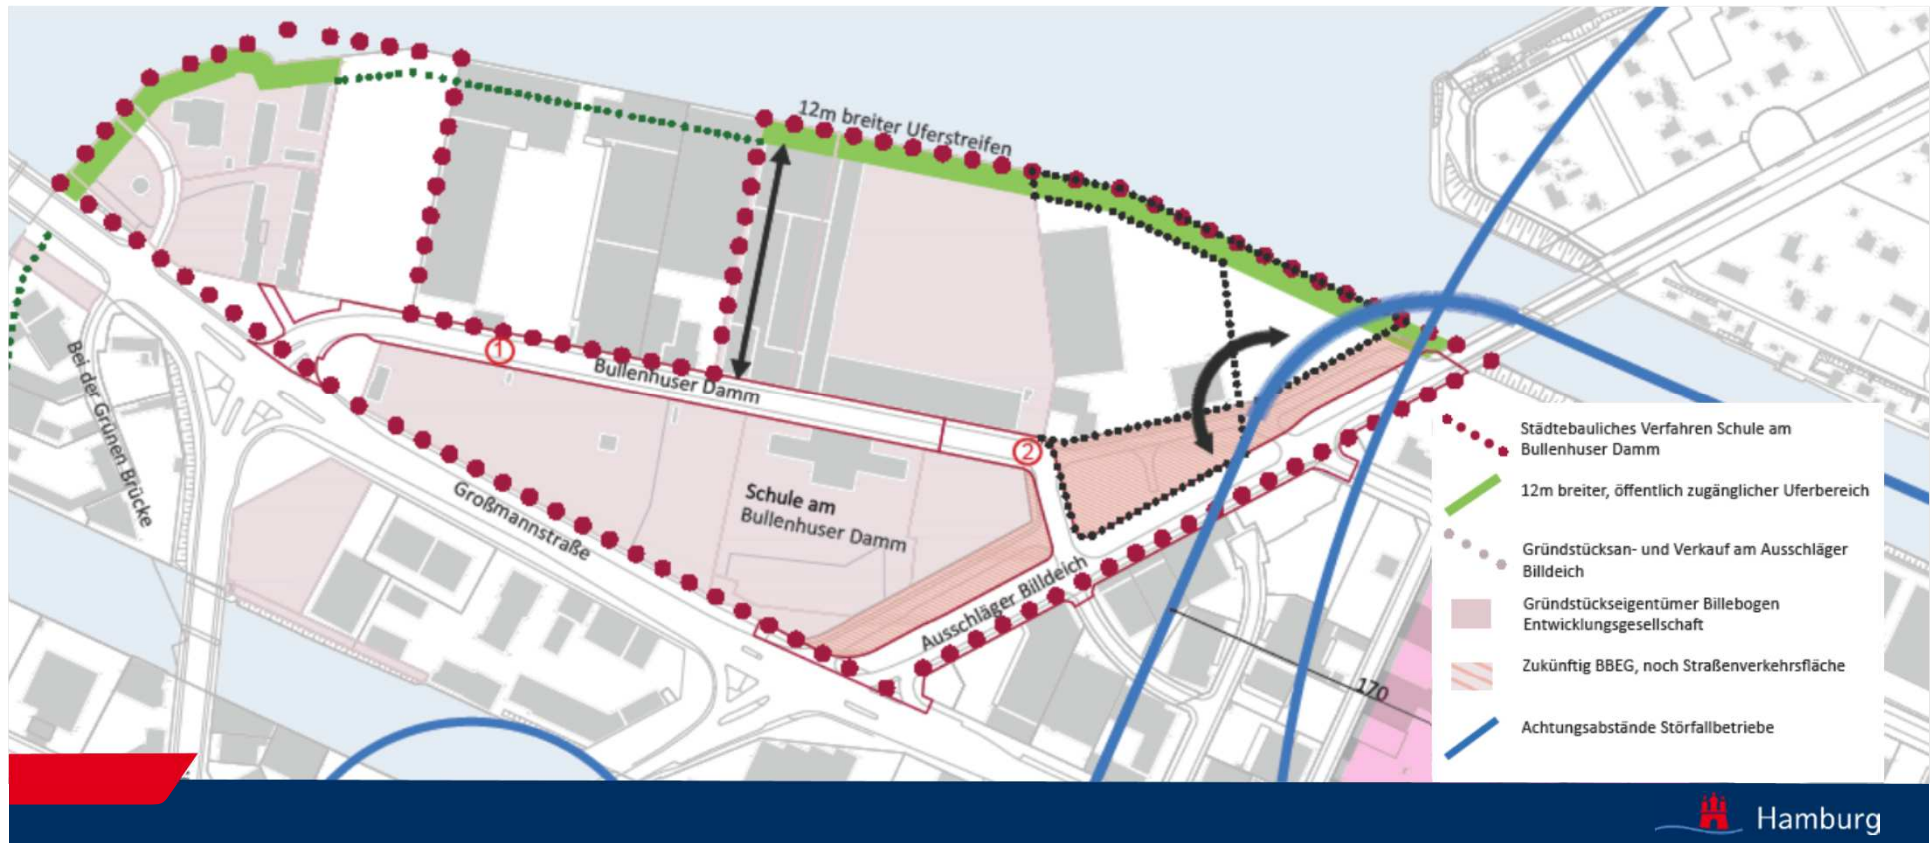 12m breiter Uferstreifen
Bei der Grünen Brücke
1
Bullenhuser Damm
2
Großmannstraße
Schule am
Bullenhuser Damm
Ausschläger Billdeich
170
Städtebauliches Verfahren Schule am
Bullenhuser Damm
12m breiter, öffentlich zugänglicher Uferbereich
Gründstücksan- und Verkauf am Ausschläger
Billdeich
Gründstückseigentümer Billebogen
Entwicklungsgesellschaft
Zukünftig BBEG, noch Straßenverkehrsfläche
Achtungsabstände Störfallbetriebe
Hamburg